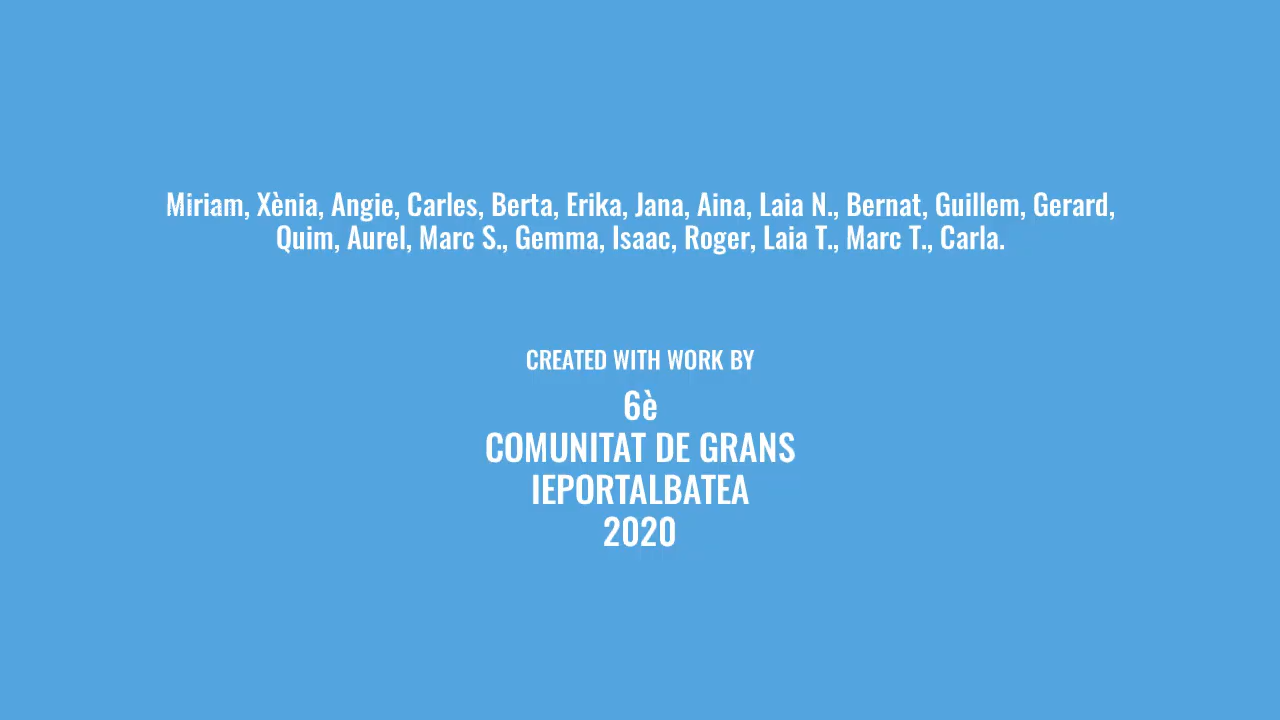 Miriam, Xènia, Angie, Carles, Berta, Erika, Jana, Aina, Laia N., Bernat, Guillem, Gerard,
Quim, Aurel, Marc S., Gemma, Isaac, Roger, Laia T., Marc T., Carla.
CREATED WITH WORK BY
6è
COMUNITAT DE GRANS
IEPORTALBATEA
2020